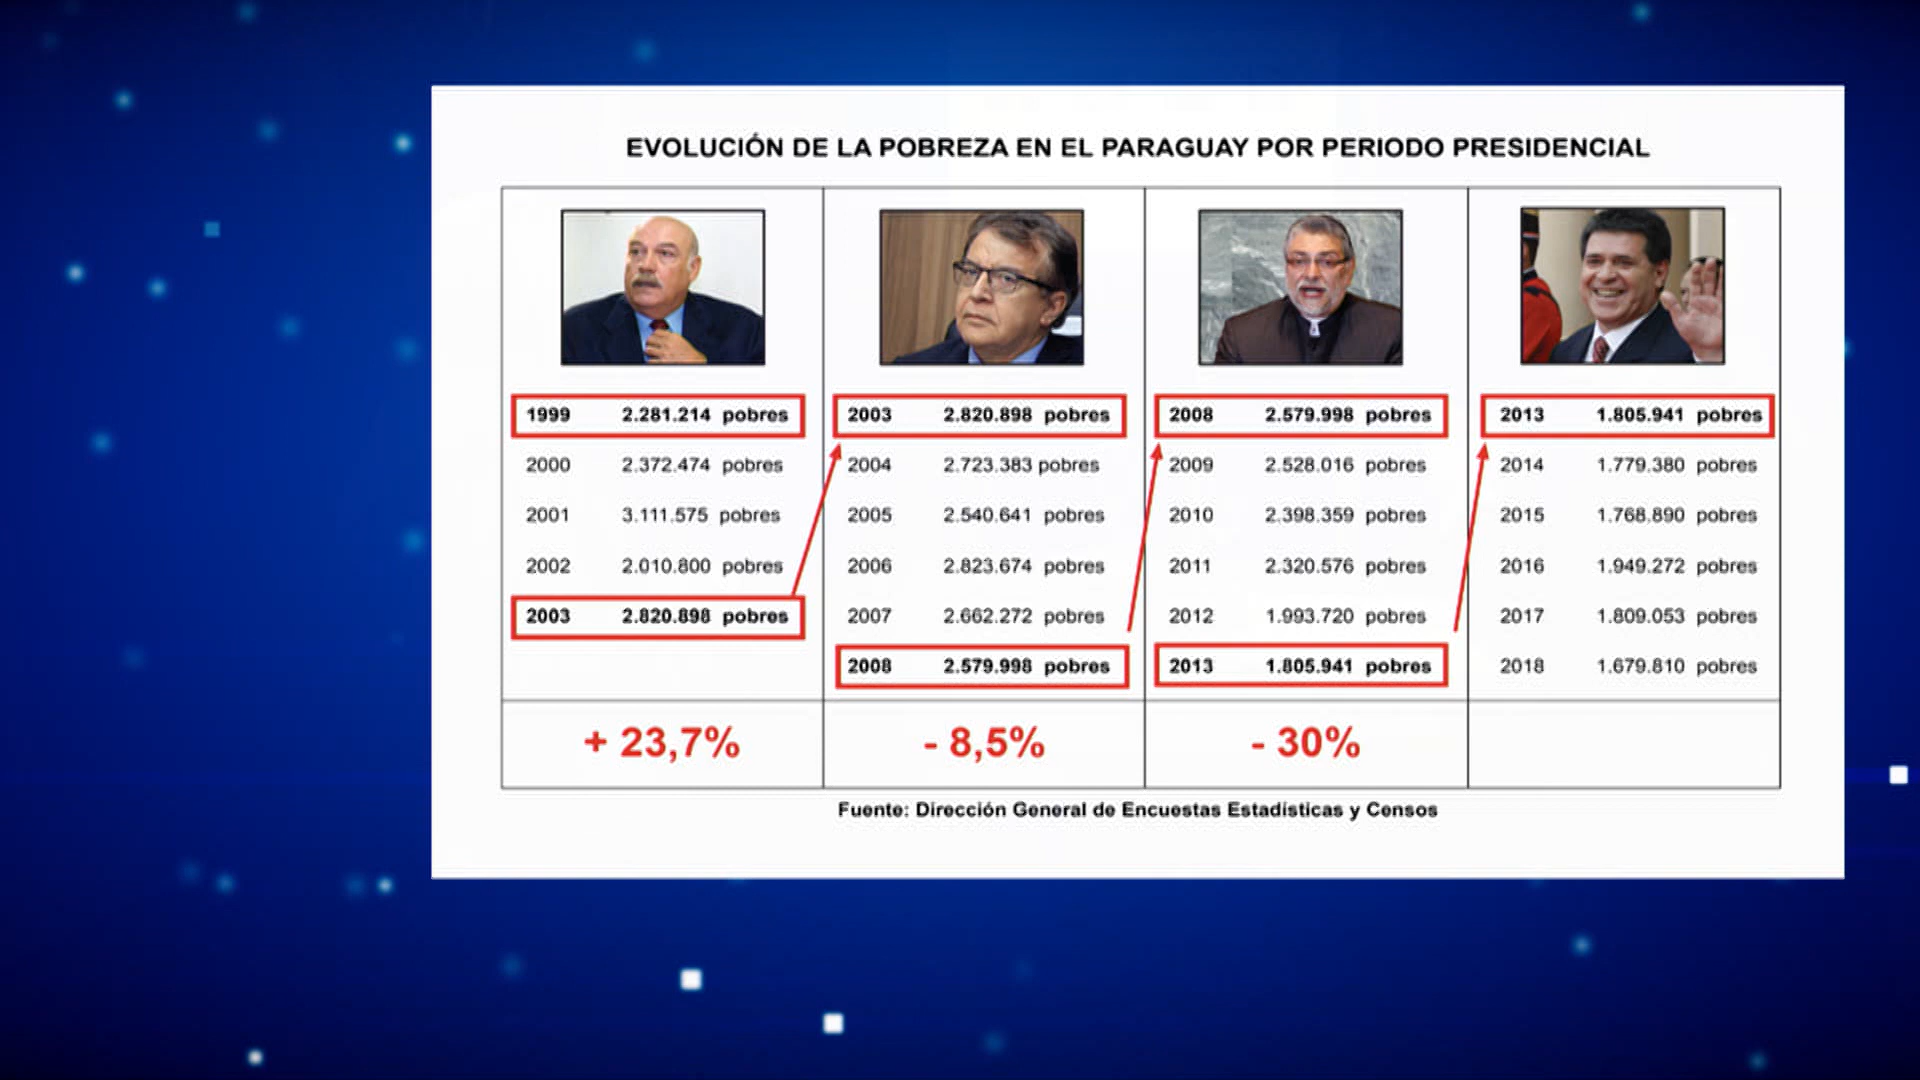 EVOLUCIÓN DE LA POBREZA EN EL PARAGUAY POR PERIODO PRESIDENCIAL
1999 2.281.214 pobres
2000 2.372.474 pobres
2001 3.111.575 pobres
2002 2.010.800 pobres
2003 2.820.898 pobres
+ 23,7%
2003 2.820.898 pobres
2004 2.723.383 pobres
2005 2.540.641 pobres
2006 2.823.674 pobres
2007 2.662.272 pobres
2008 2.579.998 pobres
- 8,5%
2008 2.579.998 pobres
2009 2.528.016 pobres
2010 2.398.359 pobres
2011 2.320.576 pobres
2012 1.993.720 pobres
2013 1.805.941 pobres
- 30%
2013 1.805.941 pobres
2014 1.779.380 pobres
2015 1.768.890 pobres
2016 1.949.272 pobres
2017 1.809.053 pobres
2018 1.679.810 pobres
Fuente: Dirección General de Encuestas Estadísticas y Censos